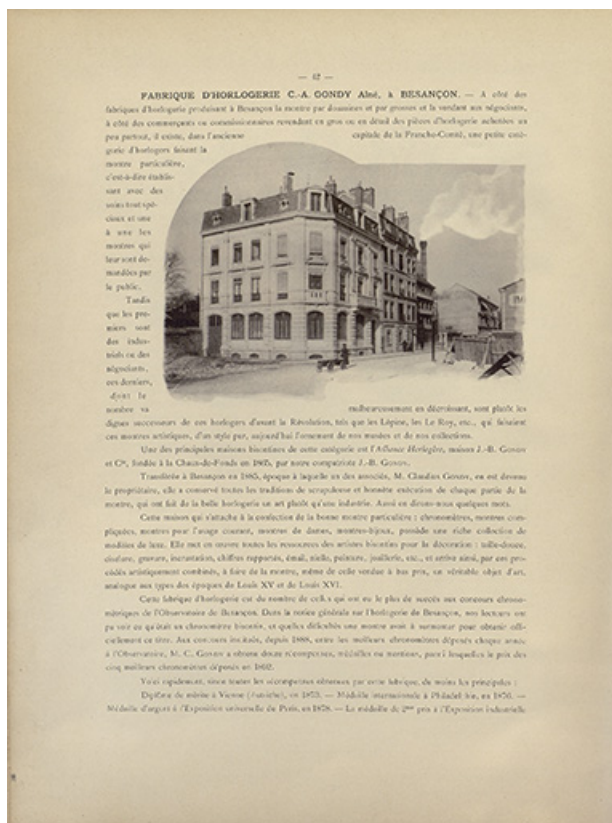 — 42 —
FABRIQUE D'HORLOGERIE C.-A. GONDY Aîné, à BESANÇON. — A côté des
fabriques d'horlogerie produisant à Besançon la montre par douzaines et par grosses et la vendant aux négociants,
à côté des commerçants ou commissionnaires revendant en gros ou en détail des pièces d'horlogerie achetées un
peu partout, il existe, dans l'ancienne capitale de la Franche-Comté, une petite caté-
gorie d'horlogers faisant la
montre particulière,
c'est-à-dire établis-
sant avec des
soins tout spé-
ciaux et une
à une les
montres qui
leur sont de-
mandées par
le public.
Tandis
que les pre-
miers sont
des indus-
triels ou des
négociants,
ces derniers,
dont le
nombre va malheureusement en décroissant, sont plutôt les
dignes successeurs de ces horlogers d'avant la Révolution, tels que les Lépine, les Le Roy, etc., qui faisaient
ces montres artistiques, d'un style pur, aujourd'hui l'ornement de nos musées et de nos collections.
Une des principales maisons bisontines de cette catégorie est l'Alliance Horlogère, maison J.-B. GONDY
et Cie, fondée à la Chaux-de-Fonds en 1865, par notre compatriote J.-B. GONDY.
Transférée à Besançon en 1885, époque à laquelle un des associés, M. Claudius GONDY, en est devenu
le propriétaire, elle a conservé toutes les traditions de scrupuleuse et honnête exécution de chaque partie de la
montre, qui ont fait de la belle horlogerie un art plutôt qu'une industrie. Aussi en dirons-nous quelques mots.
Cette maison qui s'attache à la confection de la bonne montre particulière : chronomètres, montres com-
pliquées, montres pour l'usage courant, montres de dames, montres-bijoux, possède une riche collection de
modèles de luxe. Elle met en œuvre toutes les ressources des artistes bisontins pour la décoration : taille-douce,
ciselure, gravure, incrustation, chiffres rapportés, émail, nielle, peinture, joaillerie, etc., et arrive ainsi, par ces pro-
cédés artistiquement combinés, à faire de la montre, même de celle vendue à bas prix, un véritable objet d'art,
analogue aux types des époques de Louis XV et de Louis XVI.
Cette fabrique d'horlogerie est du nombre de celles qui ont eu le plus de succès aux concours chrono-
métriques de l'Observatoire de Besançon. Dans la notice générale sur l'horlogerie de Besançon, nos lecteurs ont
pu voir ce qu'était un chronomètre bisontin, et quelles difficultés une montre avait à surmonter pour obtenir offi-
ciellement ce titre. Aux concours institués, depuis 1888, entre les meilleurs chronomètres déposés chaque année
à l'Observatoire, M. C. GONDY a obtenu douze récompenses, médailles ou mentions, parmi lesquelles le prix des
cinq meilleurs chronomètres déposés en 1892.
Voici rapidement, sinon toutes les récompenses obtenues par cette fabrique, du moins les principales :
Diplôme de mérite à Vienne (Autriche), en 1873. — Médaille internationale à Philadelphie, en 1876. —
Médaille d'argent à l'Exposition universelle de Paris, en 1878. — La médaille de 2me prix à l'Exposition industrielle